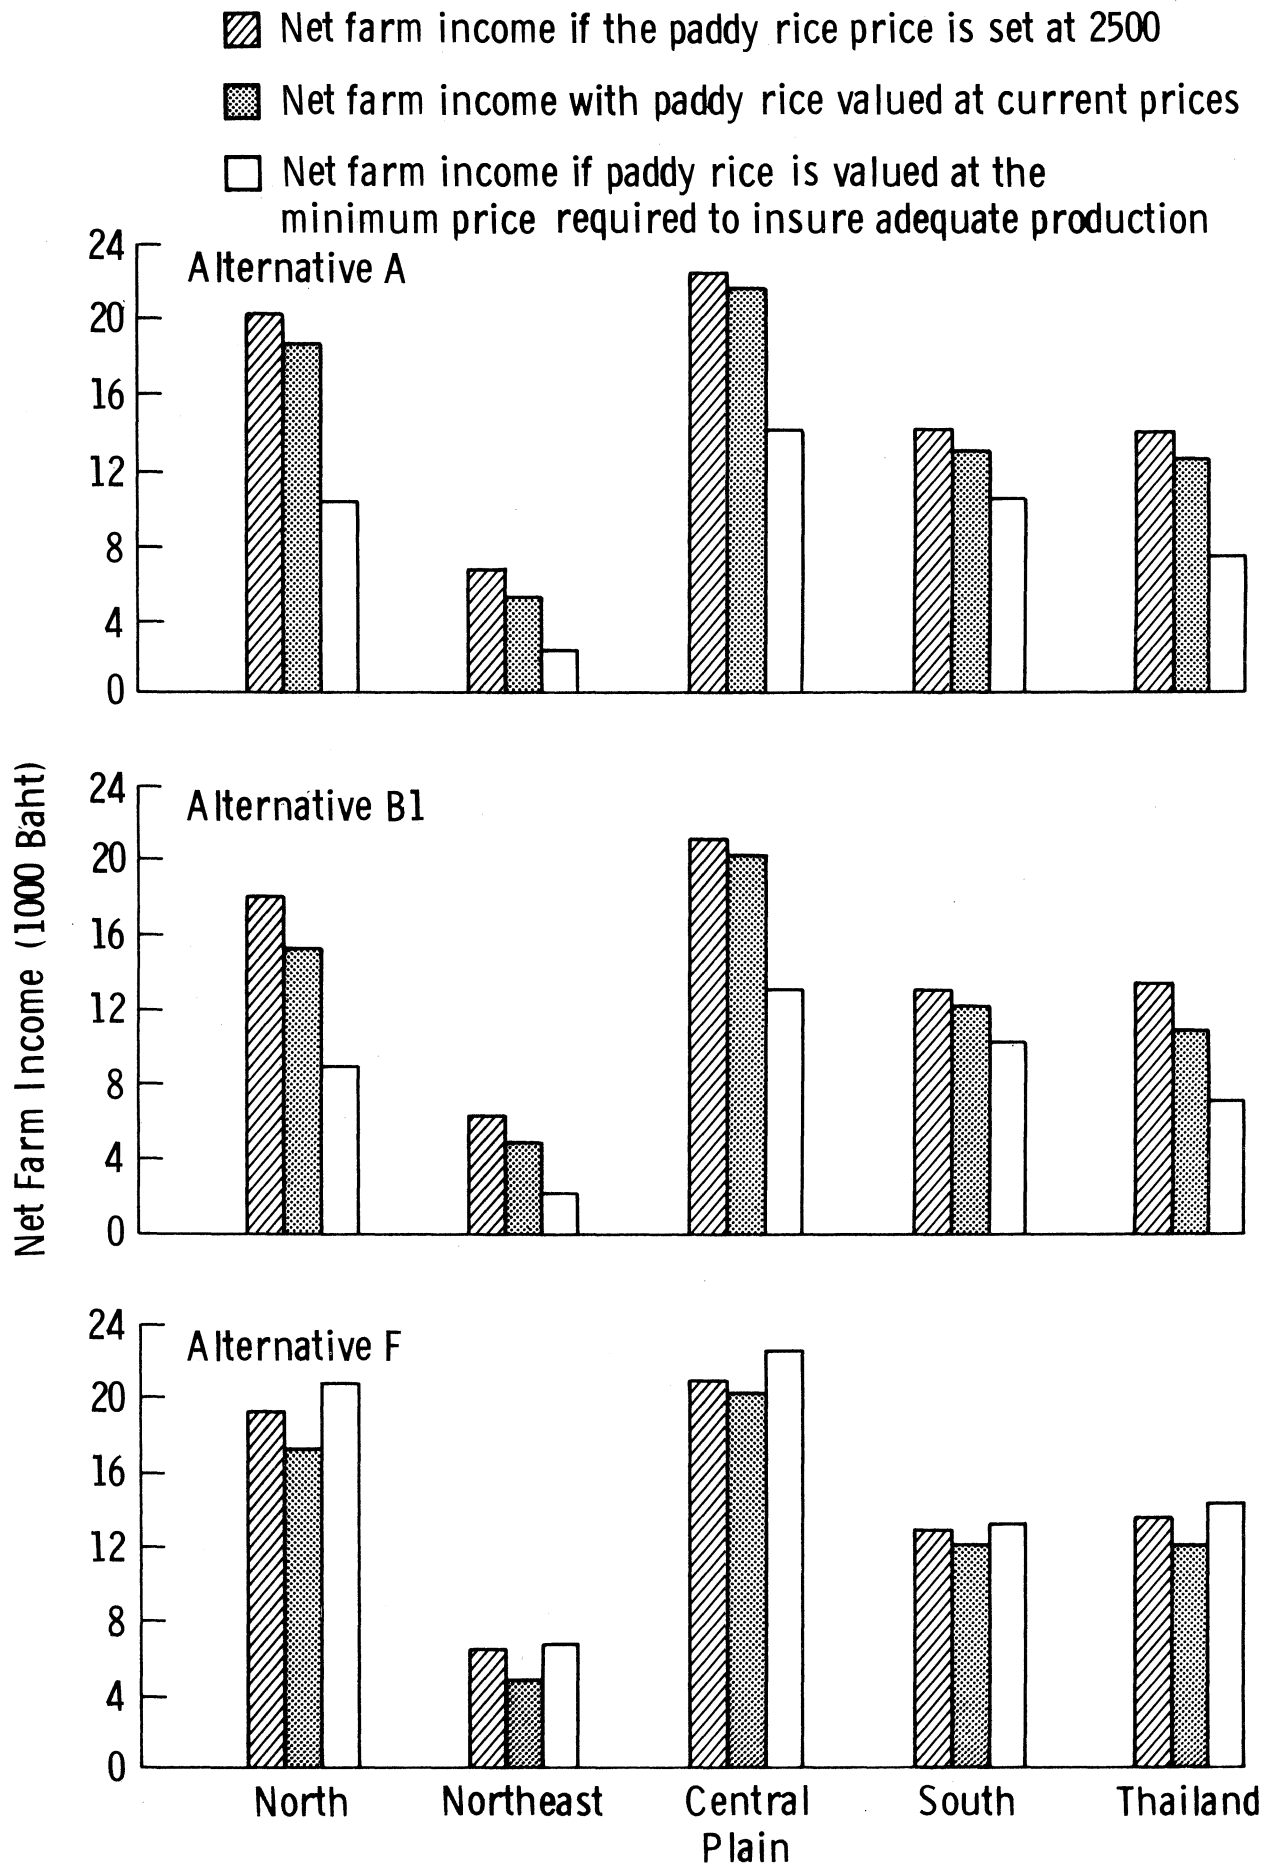 Net farm income if the paddy rice price is set at 2500
Net farm income with paddy rice valued at current prices
Net farm income if paddy rice is valued at the
minimum price required to insure adequate production
Net Farm Income (1000 Baht)
Alternative A
24
20
16
12
8
4
0
Alternative B1
24
20
16
12
8
4
0
Alternative F
24
20
16
12
8
4
0
North
Northeast
Central
Plain
South
Thailand